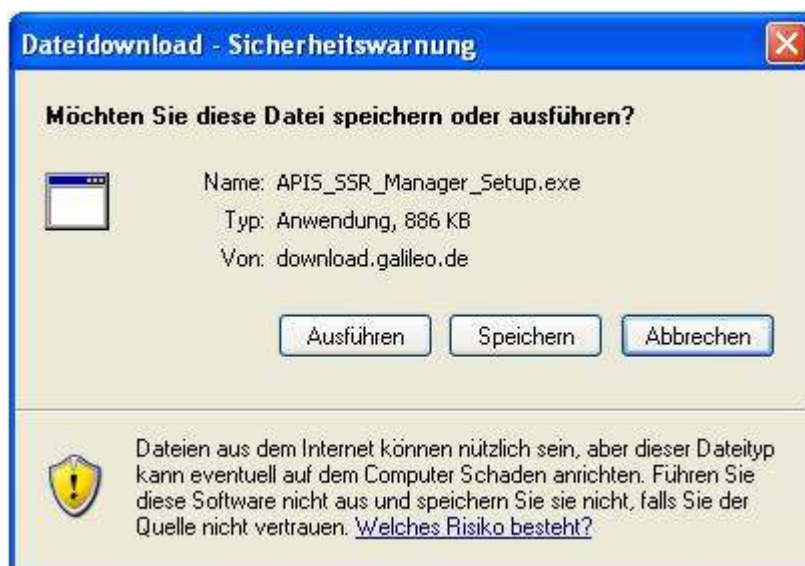 Dateidownload - Sicherheitswarnung
Möchten Sie diese Datei speichern oder ausführen?
Name: APIS_SSR_Manager_Setup.exe
Typ: Anwendung, 886 KB
Von: download.galileo.de
Ausführen Speichern Abbrechen
Dateien aus dem Internet können nützlich sein, aber dieser Dateityp
kann eventuell auf dem Computer Schaden anrichten. Führen Sie
diese Software nicht aus und speichern Sie sie nicht, falls Sie der
Quelle nicht vertrauen. Welches Risiko besteht?